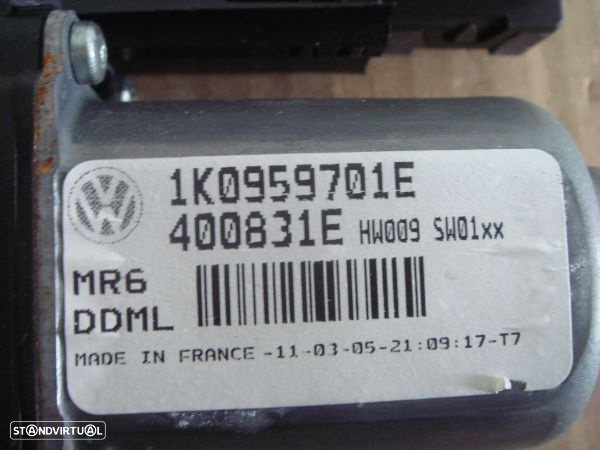 1K0959701E
400831E HW009 SW01xx
MR6
DDML
MADE IN FRANCE -11-03-05-21:09:17-T7
STANDVIRTUAL